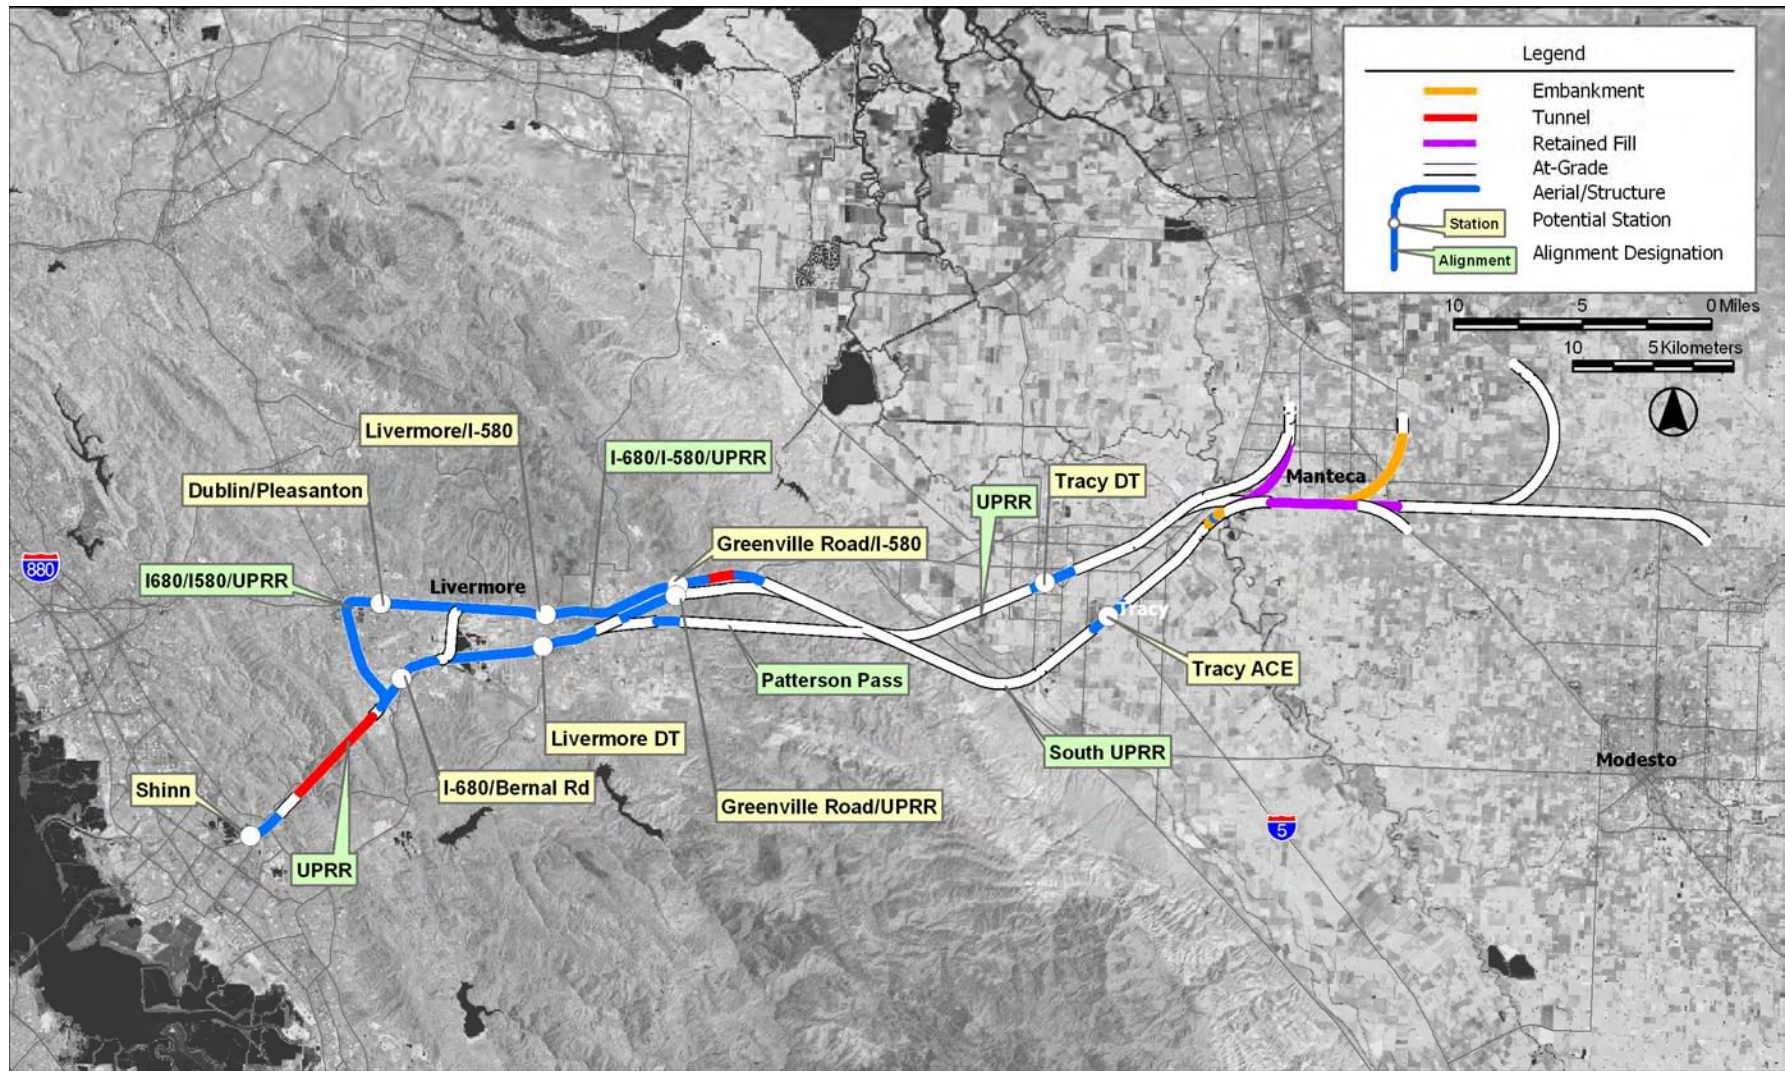 Legend
Embankment
Tunnel
Retained Fill
At-Grade
Aerial/Structure
Station
Potential Station
Alignment
Alignment Designation
10 5 0 Miles
10 5 Kilometers
Livermore/I-580
I-680/I-580/UPRR
Dublin/Pleasanton
Tracy DT
Manteca
UPRR
Greenville Road/I-580
880
I680/I580/UPRR
Livermore
Tracy
Patterson Pass
Tracy ACE
Livermore DT
South UPRR
Modesto
Shinn
I-680/Bernal Rd
Greenville Road/UPRR
5
UPRR